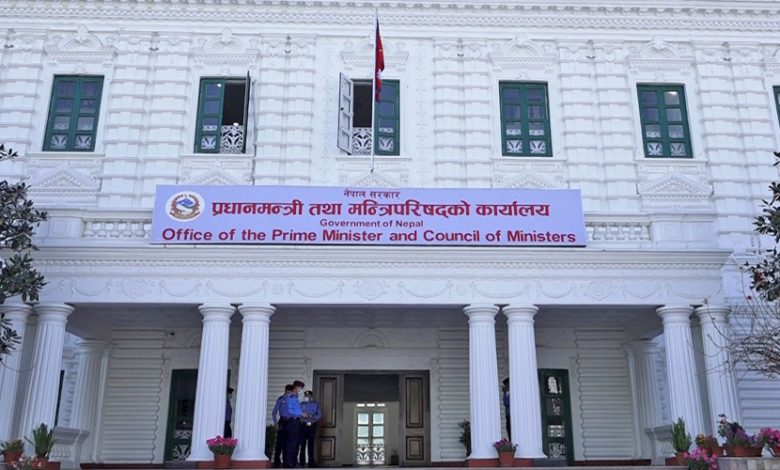 नेपाल सरकार
प्रधानमन्त्री तथा मन्त्रिपरिषद्को कार्यालय
Government of Nepal
Office of the Prime Minister and Council of Ministers